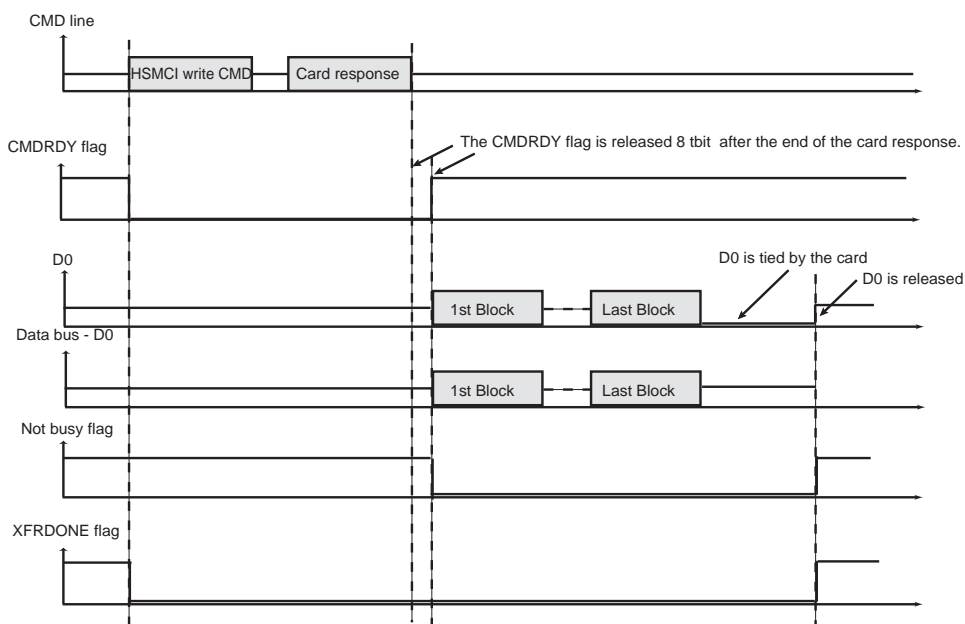 CMD line
HSMCI write CMD
Card response
The CMDRDY flag is released 8 tbit after the end of the card response.
CMDRDY flag
D0
D0 is tied by the card
D0 is released
1st Block
Last Block
Data bus - D0
1st Block
Last Block
Not busy flag
XFRDONE flag